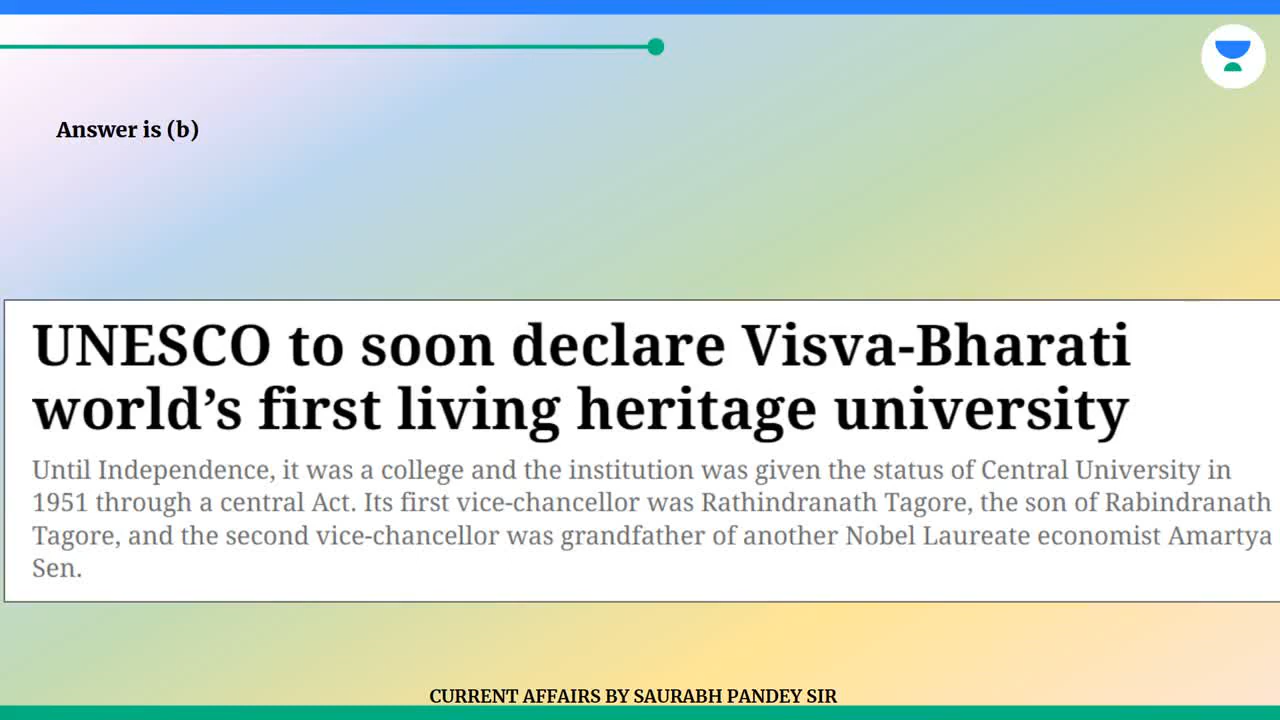 Answer is (b)
UNESCO to soon declare Visva-Bharati
world’s first living heritage university
Until Independence, it was a college and the institution was given the status of Central University in
1951 through a central Act. Its first vice-chancellor was Rathindranath Tagore, the son of Rabindranath
Tagore, and the second vice-chancellor was grandfather of another Nobel Laureate economist Amartya
Sen.
CURRENT AFFAIRS BY SAURABH PANDEY SIR